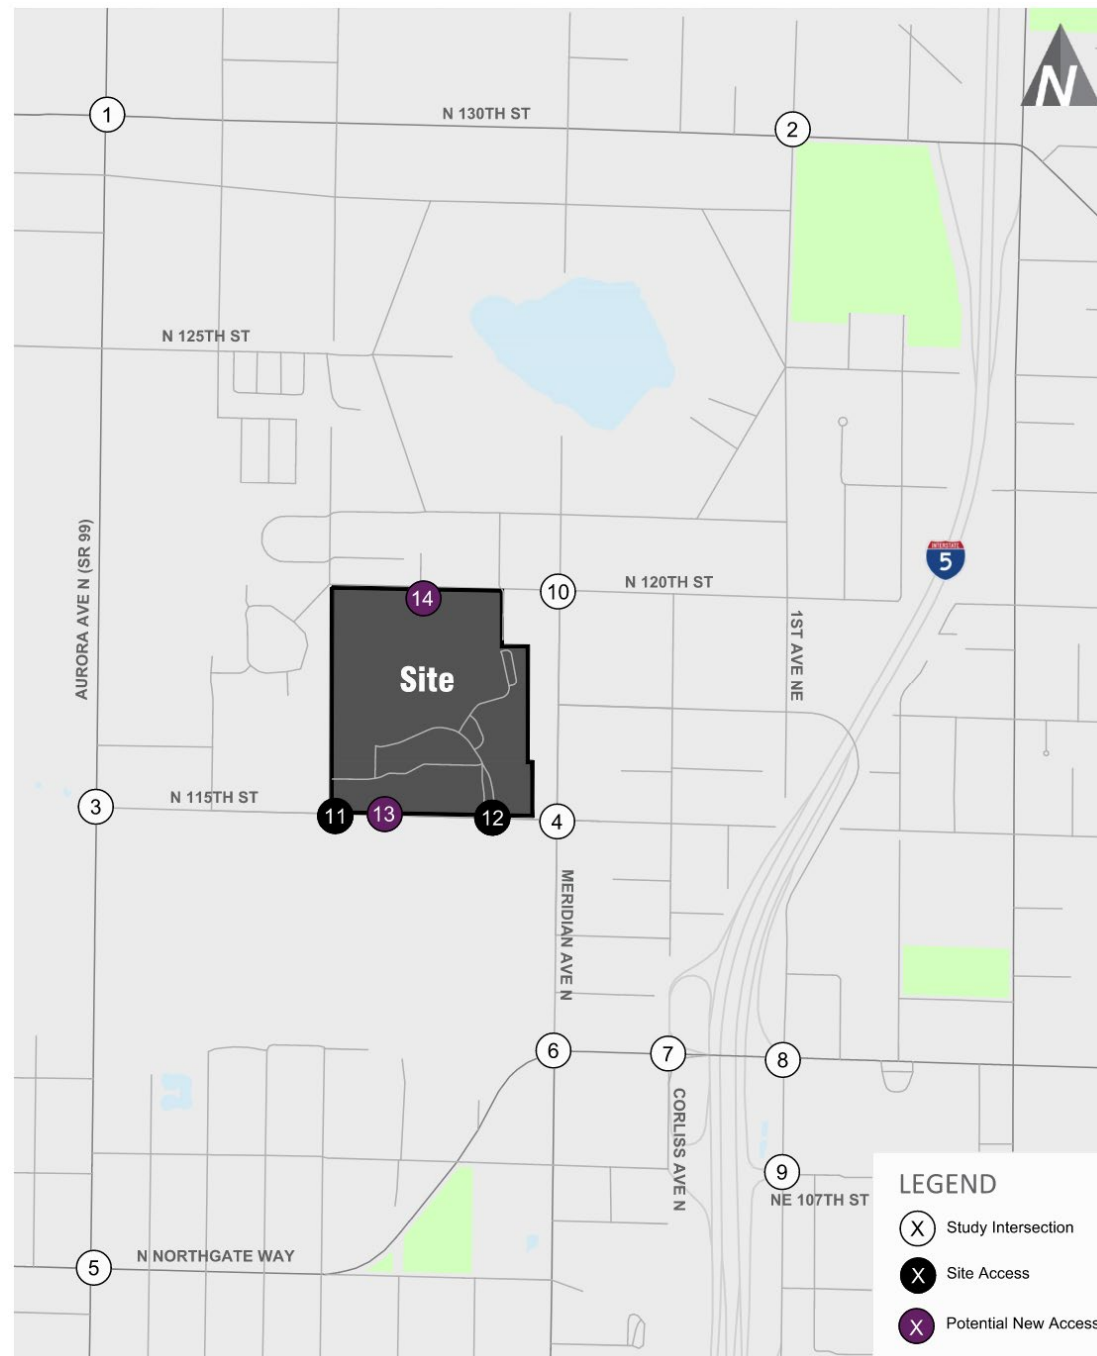 N
1
N 130TH ST
2
N 125TH ST
AURORA AVE N (SR 99)
INTERSTATE
5
14
10
N 120TH ST
1ST AVE NE
Site
3
N 115TH ST
11
13
12
4
MERIDIAN AVE N
6
7
8
CORLISS AVE N
9
NE 107TH ST
5
N NORTHGATE WAY
LEGEND
X Study Intersection
X Site Access
X Potential New Access